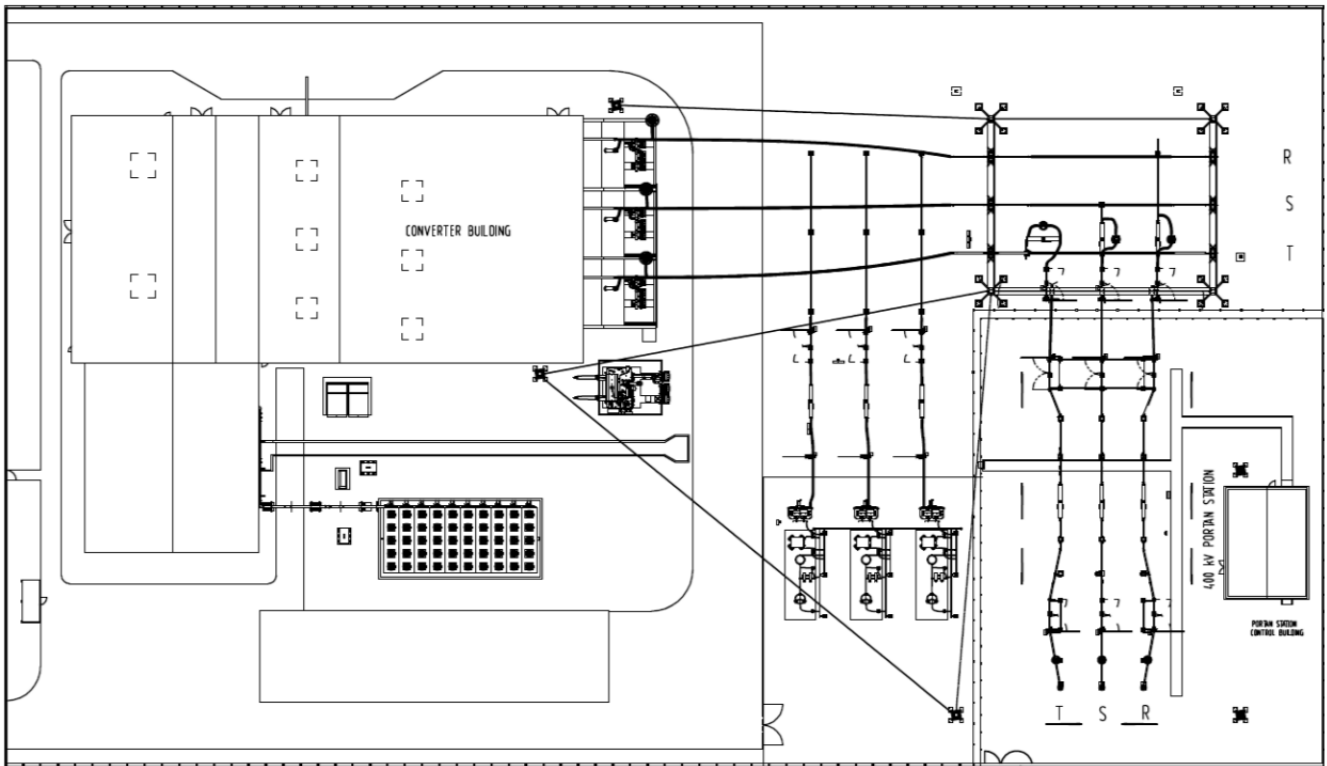 CONVERTER BUILDING
R
S
T
400 KV PORTAN STATION
PORTAN STATION
CONTROL BUILDING
T S R